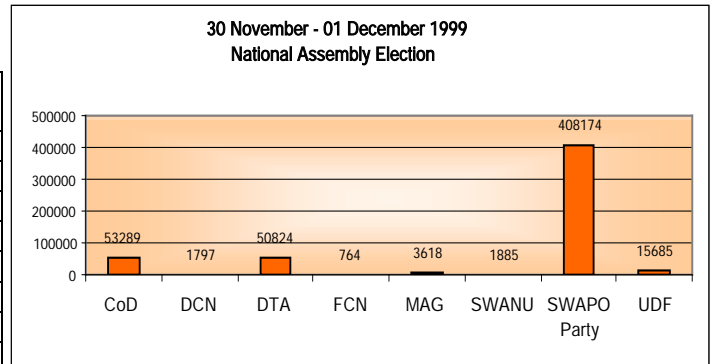 30 November - 01 December 1999
National Assembly Election
500000
400000
300000
200000
100000
0
53289
1797
50824
764
3618
1885
408174
15685
CoD
DCN
DTA
FCN
MAG
SWANU
SWAPO
Party
UDF